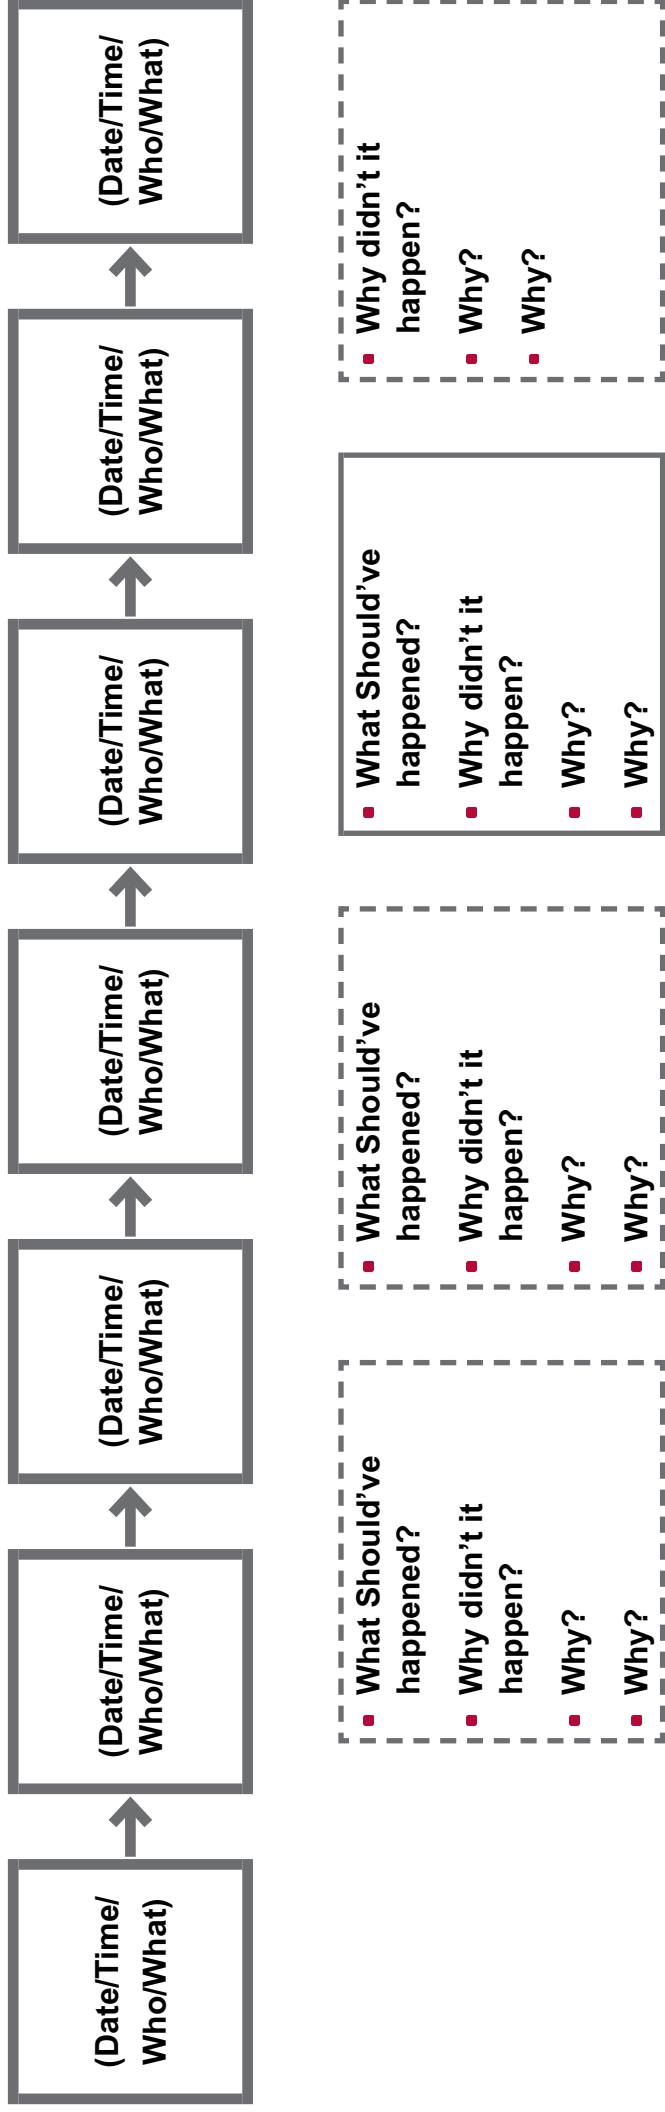 (Date/Time/
Who/What)
(Date/Time/
Who/What)
(Date/Time/
Who/What)
(Date/Time/
Who/What)
(Date/Time/
Who/What)
(Date/Time/
Who/What)
(Date/Time/
Who/What)
What Should’ve
happened?
Why didn’t it
happen?
Why?
Why?
What Should’ve
happened?
Why didn’t it
happen?
Why?
Why?
What Should’ve
happened?
Why didn’t it
happen?
Why?
Why?
Why didn’t it
happen?
Why?
Why?